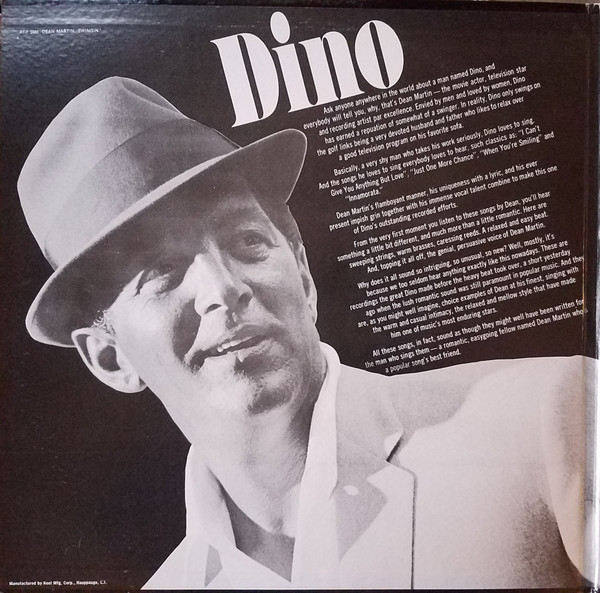 DEAN MARTIN "SWINGIN'"
Dino
Ask anyone anywhere in the world about a man named Dino, and
everybody will tell you, why, that's Dean Martin — the movie actor, television star
and recording artist par excellence. Envied by men and loved by women, Dino
has earned a repuation of somewhat of a swinger. In reality, Dino only swings on
the golf links being a very devoted husband and father who likes to relax over
a good television program on his favorite sofa.
Basically, a very shy man who takes his work seriously. Dino loves to sing.
And the songs he loves to sing everybody loves to hear, such classics as: "I Can't
Give You Anything But Love", "Just One More Chance", "When You're Smiling" and
"Innamorata."
Dean Martin's flamboyant manner, his uniqueness with a lyric, and his ever
present impish grin together with his immense vocal talent combine to make this one
of Dino's outstanding recorded efforts.
From the very first moment you listen to these songs by Dean, you'll hear
something a little bit different, and much more than a little romantic. Here are
sweeping strings, warm brasses, caressing reeds. A relaxed and easy beat.
And, topping it all off, the genial, persuasive voice of Dean Martin.
Why does it all sound so intriguing, so unusual, so new? Well, mostly, it's
because we too seldom hear anything exactly like this nowadays. These are
recordings the great Dino made before the heavy beat took over, a short yesterday
ago when the lush romantic sound was still paramount in popular music. And they
are, as you might well imagine, choice examples of Dean at his finest, singing with
the warm and casual intimacy, the relaxed and mellow style that have made
him one of music's most enduring stars.
All these songs, in fact, sound as though they might well have been written for
the man who sings them — a romantic, easygoing fellow named Dean Martin who
a popular song's best friend.
Manufactured by Keel Mfg. Corp., Hauppauge, L.I.